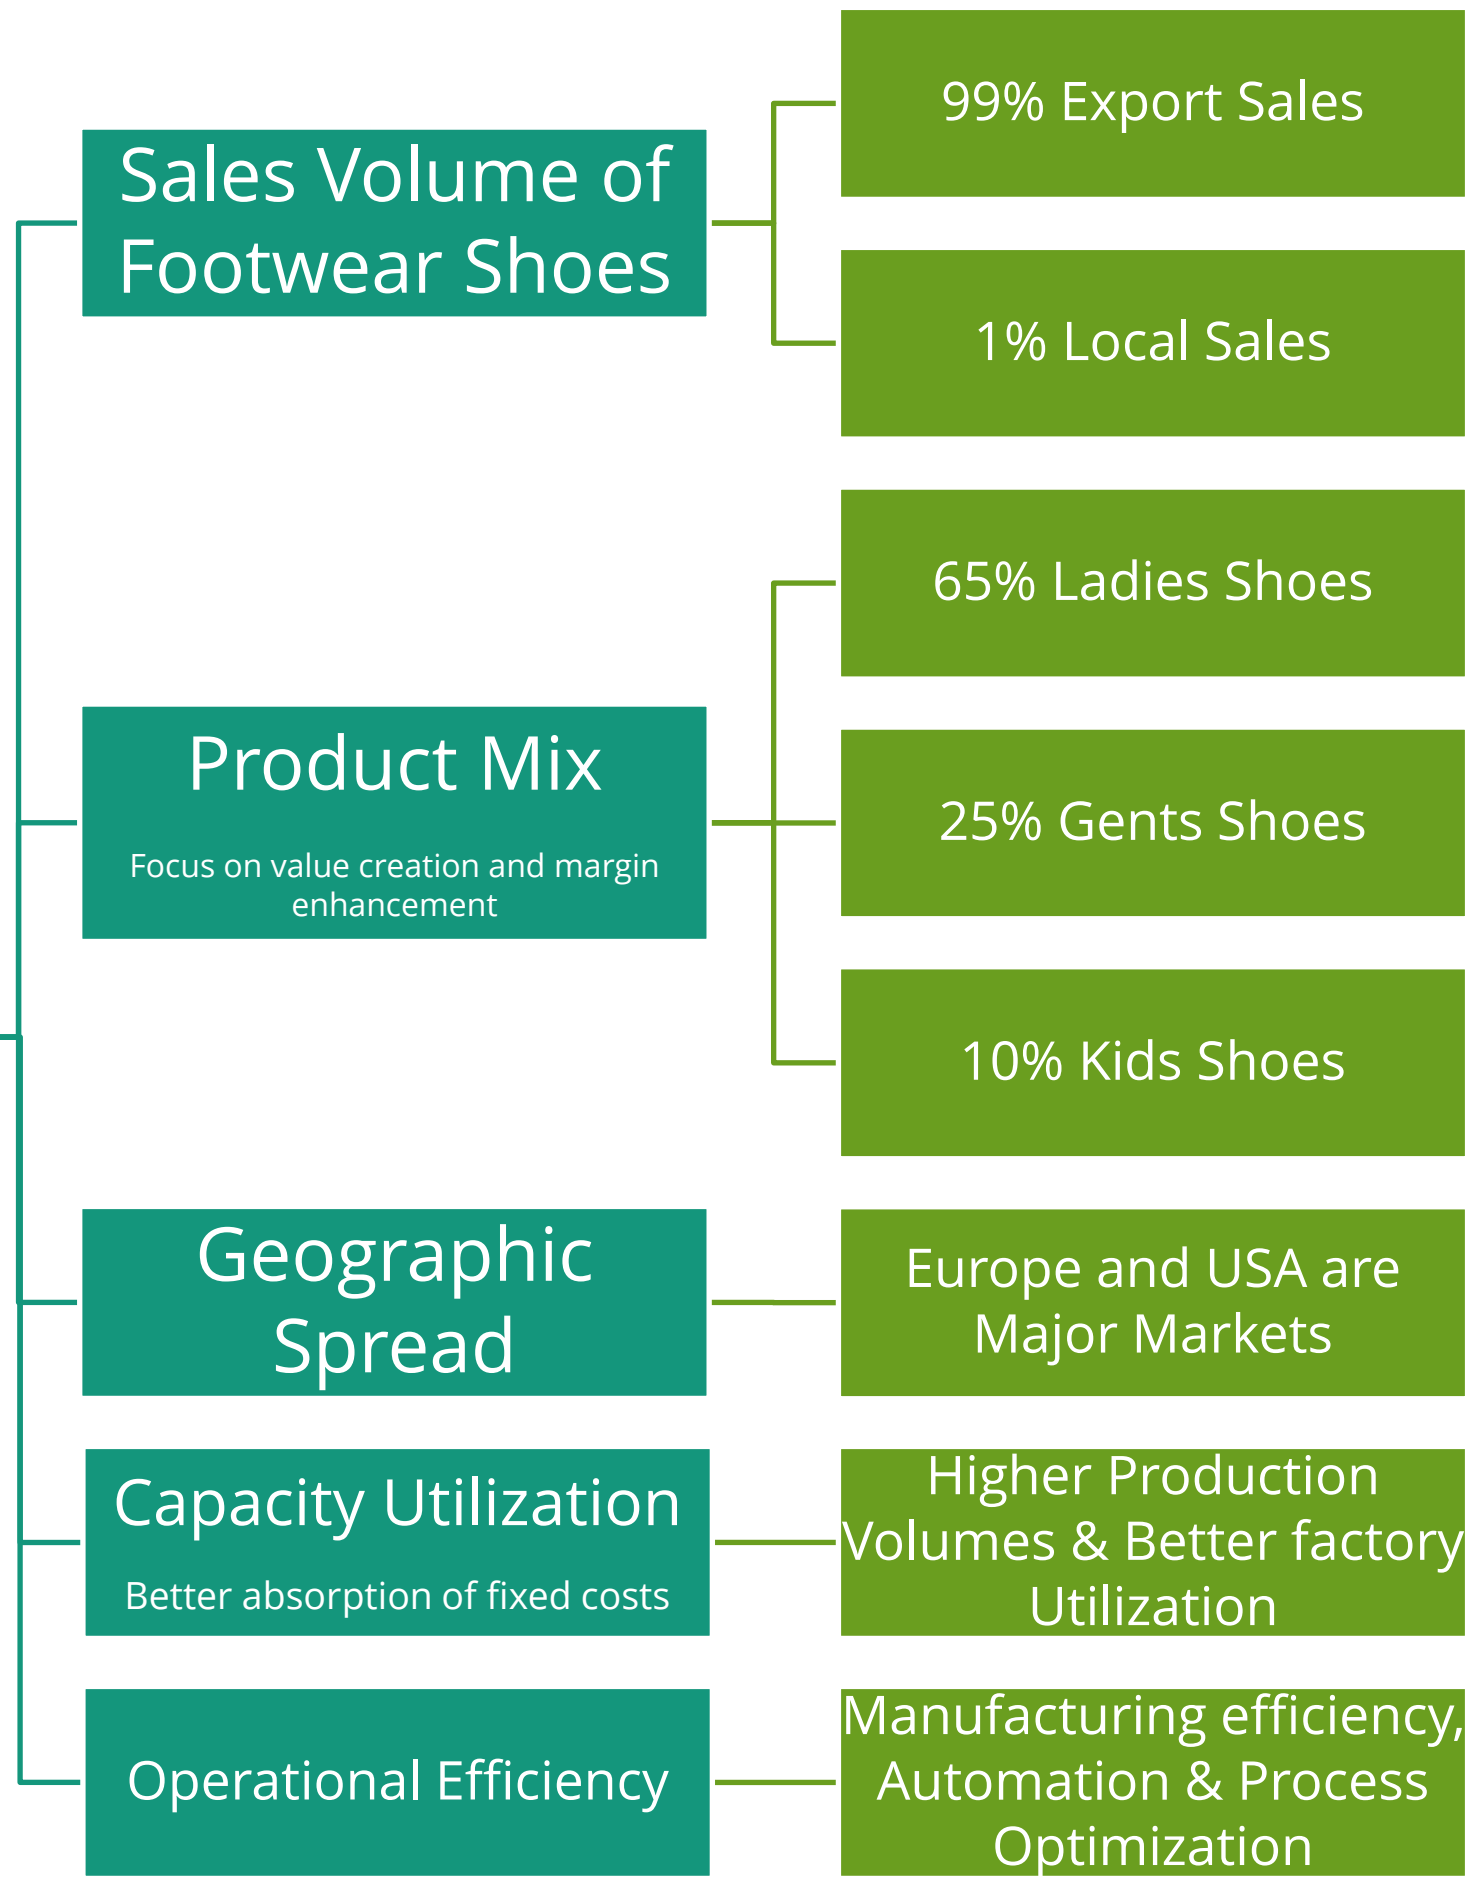 Sales Volume of
Footwear Shoes
99% Export Sales
1% Local Sales
Product Mix
Focus on value creation and margin
enhancement
65% Ladies Shoes
25% Gents Shoes
10% Kids Shoes
Geographic
Spread
Europe and USA are
Major Markets
Capacity Utilization
Better absorption of fixed costs
Higher Production
Volumes & Better factory
Utilization
Operational Efficiency
Manufacturing efficiency,
Automation & Process
Optimization